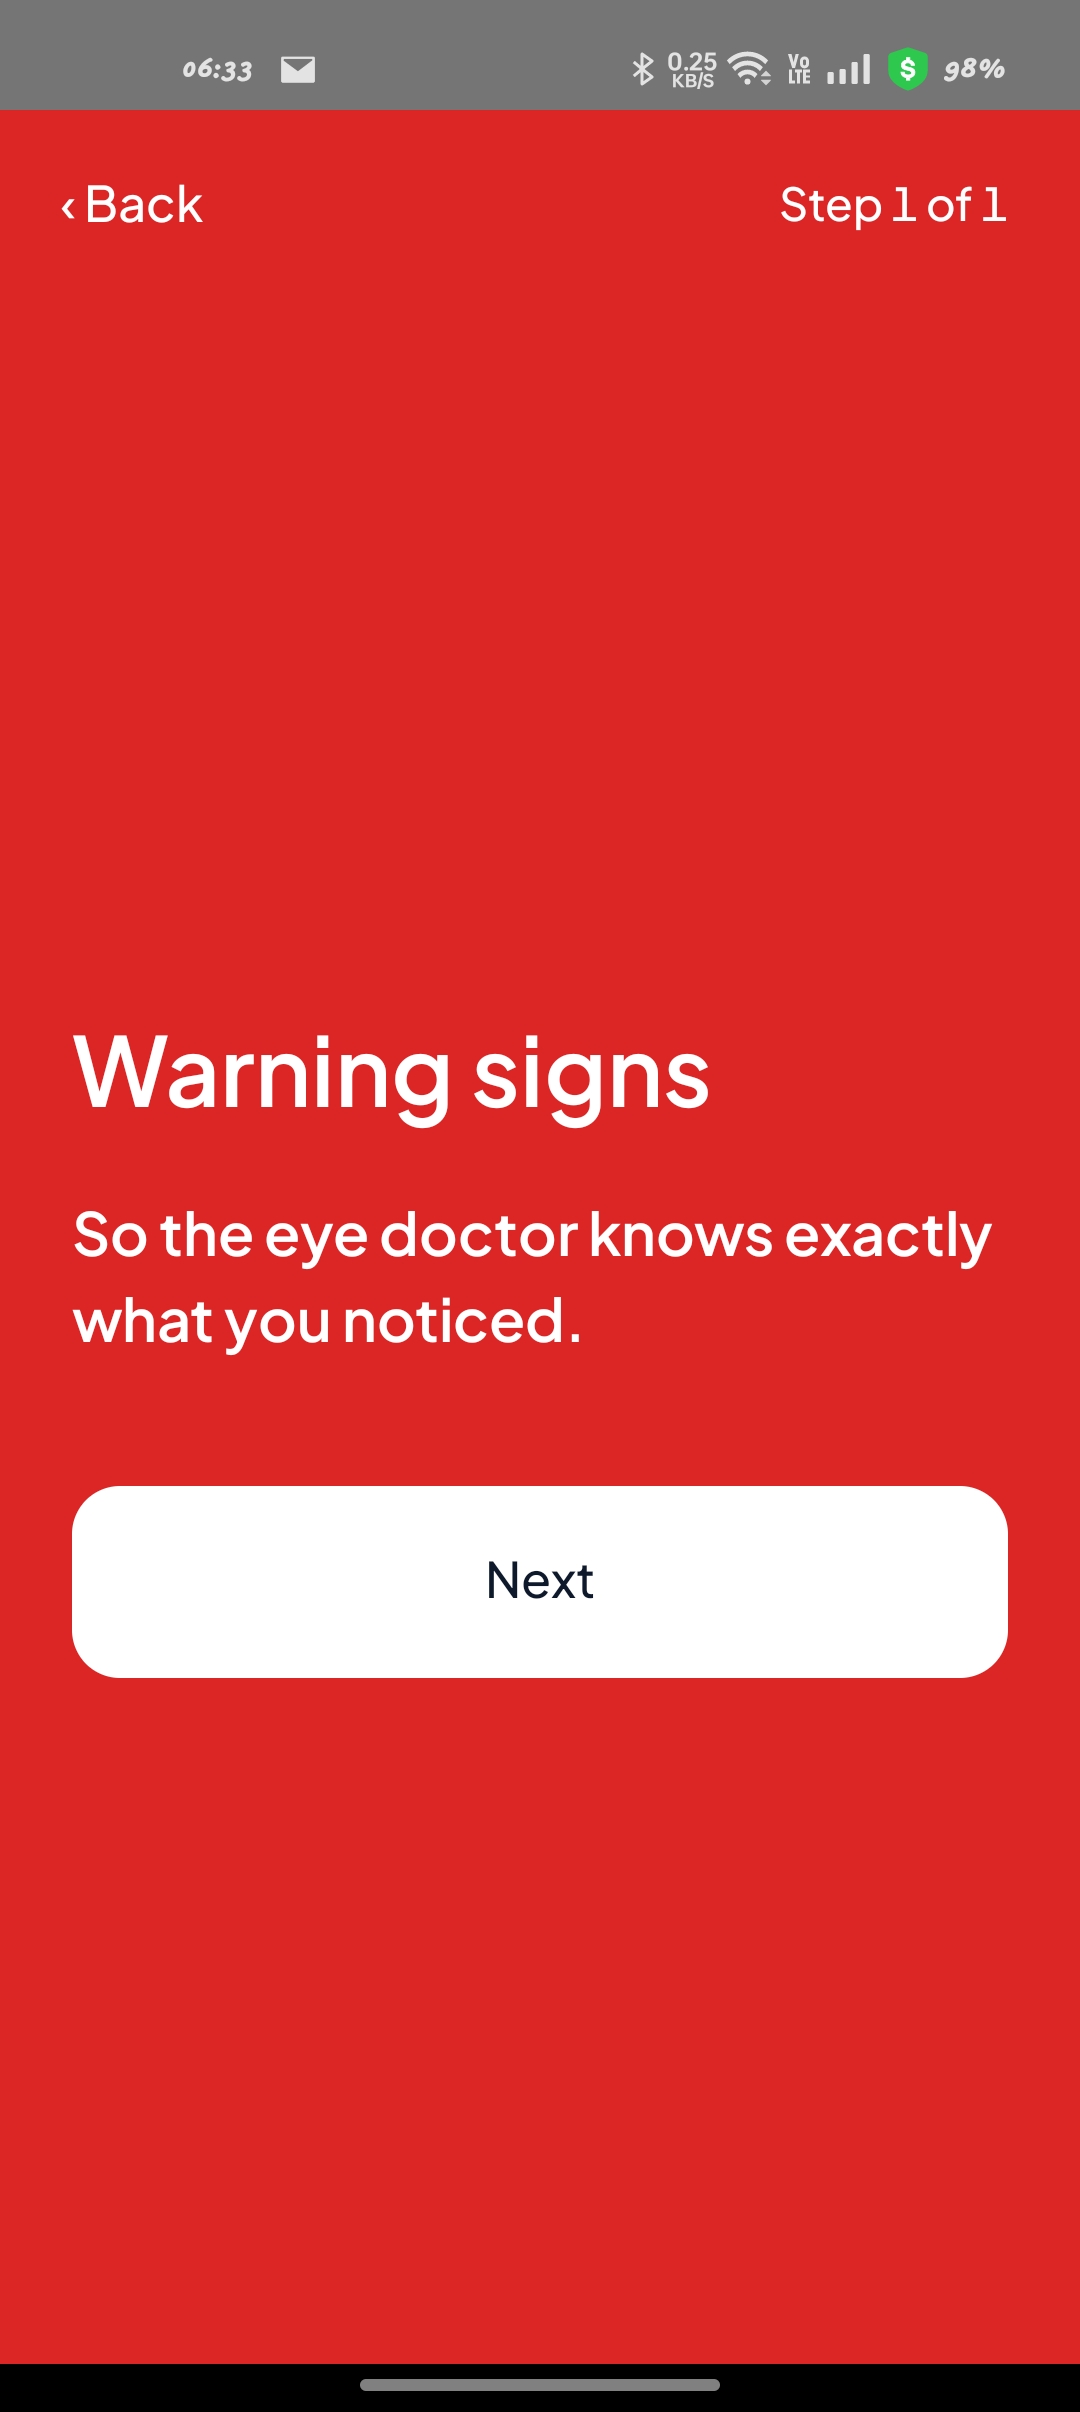 06:33
0.25
KB/S
Vo
LTE
$
98%
‹ Back
Step 1 of 1
Warning signs
So the eye doctor knows exactly
what you noticed.
Next